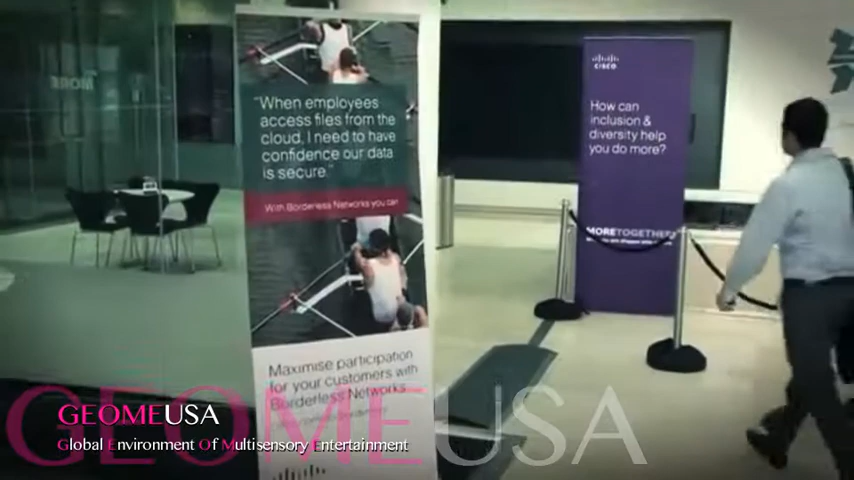 "When employees
access files from the
cloud, I need to have
confidence our data
is secure."
With Borderless Networks you can
Maximise participation
for your customers with
Borderless Networks
CISCO
How can
inclusion &
diversity help
you do more?
MORETOGETHER
MORE
GEOMEUSA
GEOMEUSA
Global Environment Of Multisensory Entertainment